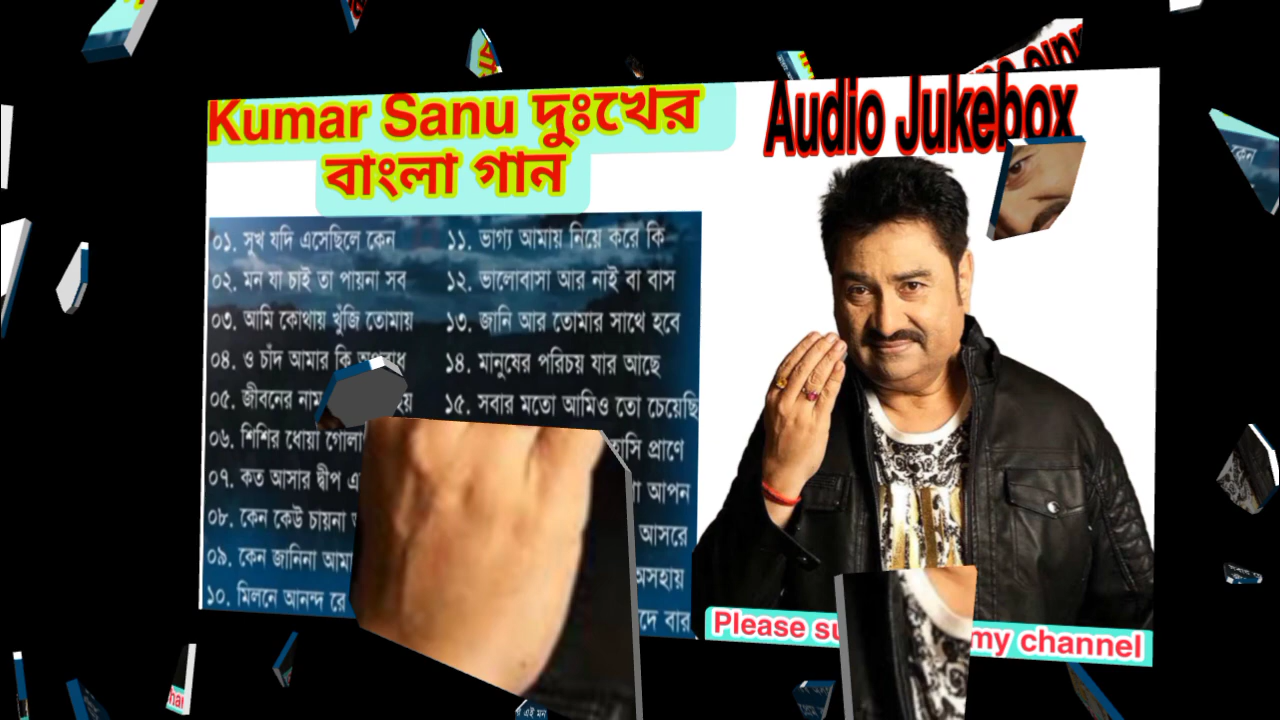 Kumar Sanu দুঃখের
বাংলা গান
Audio Jukebox
০১. সুখ যদি এসেছিলে কেন
০২. মন যা চাই তা পায়না সব
০৩. আমি কোথায় খুঁজি তোমায়
০৪. ও চাঁদ আমার কি
০৫. জীবনের
০৬. শিশির ধোয়া
০৭. কত আসার দ্বীপ
০৮. কেন কেউ চায়না
০৯. কেন জানিনা
১০. মিলনে আনন্দ রে
১১. ভাগ্য আমায় নিয়ে করে কি
১২. ভালোবাসা আর নাই বা বাস
১৩. জানি আর তোমার সাথে হবে
১৪. মানুষের পরিচয় যার আছে
১৫. সবার মতো আমিও তো চেয়েছি
প্রাণে
আপন
আসরে
অসহায়
বার
Please
my channel